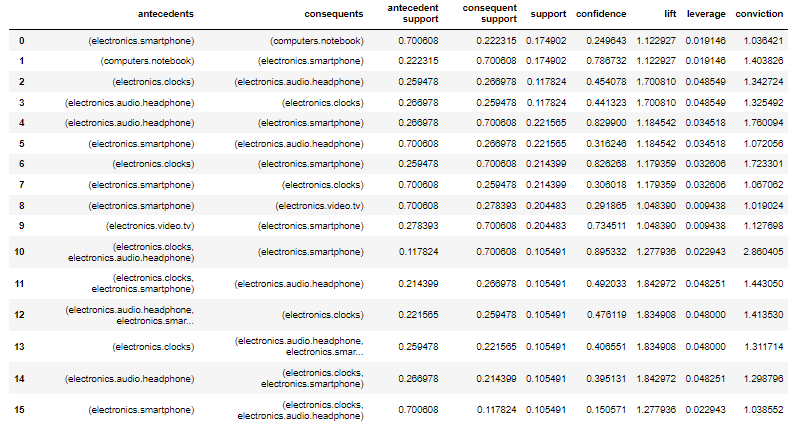 antecedents consequents antecedent support consequent support support confidence lift leverage conviction
0 (electronics.smartphone) (computers.notebook) 0.700608 0.222315 0.174902 0.249643 1.122927 0.019146 1.036421
1 (computers.notebook) (electronics.smartphone) 0.222315 0.700608 0.174902 0.786732 1.122927 0.019146 1.403826
2 (electronics.clocks) (electronics.audio.headphone) 0.259478 0.266978 0.117824 0.454078 1.700810 0.048549 1.342724
3 (electronics.audio.headphone) (electronics.clocks) 0.266978 0.259478 0.117824 0.441323 1.700810 0.048549 1.325492
4 (electronics.audio.headphone) (electronics.smartphone) 0.266978 0.700608 0.221565 0.829900 1.184542 0.034518 1.760094
5 (electronics.smartphone) (electronics.audio.headphone) 0.700608 0.266978 0.221565 0.316246 1.184542 0.034518 1.072056
6 (electronics.clocks) (electronics.smartphone) 0.259478 0.700608 0.214399 0.826268 1.179359 0.032606 1.723301
7 (electronics.smartphone) (electronics.clocks) 0.700608 0.259478 0.214399 0.306018 1.179359 0.032606 1.067062
8 (electronics.smartphone) (electronics.video.tv) 0.700608 0.278393 0.204483 0.291865 1.048390 0.009438 1.019024
9 (electronics.video.tv) (electronics.smartphone) 0.278393 0.700608 0.204483 0.734511 1.048390 0.009438 1.127698
10 (electronics.clocks, electronics.audio.headphone) (electronics.smartphone) 0.117824 0.700608 0.105491 0.895332 1.277936 0.022943 2.860405
11 (electronics.clocks, electronics.smartphone) (electronics.audio.headphone) 0.214399 0.266978 0.105491 0.492033 1.842972 0.048251 1.443050
12 (electronics.audio.headphone, electronics.smar... (electronics.clocks) 0.221565 0.259478 0.105491 0.476119 1.834908 0.048000 1.413530
13 (electronics.clocks) (electronics.audio.headphone, electronics.smar... 0.259478 0.221565 0.105491 0.406551 1.834908 0.048000 1.311714
14 (electronics.audio.headphone) (electronics.clocks, electronics.smartphone) 0.266978 0.214399 0.105491 0.395131 1.842972 0.048251 1.298796
15 (electronics.smartphone) (electronics.clocks, electronics.audio.headphone) 0.700608 0.117824 0.105491 0.150571 1.277936 0.022943 1.038552